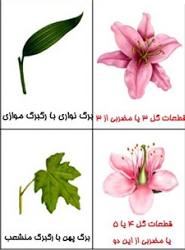 برگ نواری با رگبرگ موازی
قطعات گل ۳ یا مضربی از ۳
برگ پهن با رگبرگ منشعب
قطعات گل ۴ یا ۵
یا مضربی از این دو